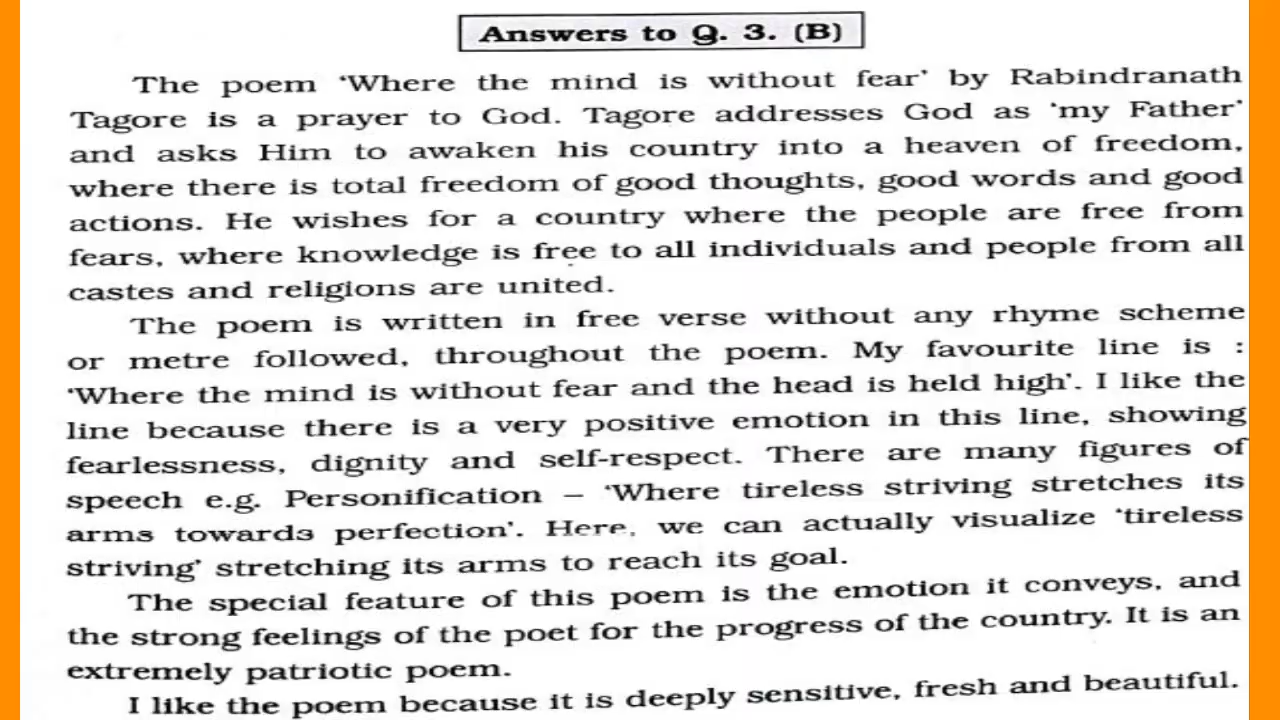 Answers to Q. 3. (B)
The poem ‘Where the mind is without fear’ by Rabindranath
Tagore is a prayer to God. Tagore addresses God as ‘my Father’
and asks Him to awaken his country into a heaven of freedom,
where there is total freedom of good thoughts, good words and good
actions. He wishes for a country where the people are free from
fears, where knowledge is free to all individuals and people from all
castes and religions are united.
The poem is written in free verse without any rhyme scheme
or metre followed, throughout the poem. My favourite line is :
‘Where the mind is without fear and the head is held high’. I like the
line because there is a very positive emotion in this line, showing
fearlessness, dignity and self-respect. There are many figures of
speech e.g. Personification – ‘Where tireless striving stretches its
arms towards perfection’. Here, we can actually visualize ‘tireless
striving’ stretching its arms to reach its goal.
The special feature of this poem is the emotion it conveys, and
the strong feelings of the poet for the progress of the country. It is an
extremely patriotic poem.
I like the poem because it is deeply sensitive, fresh and beautiful.